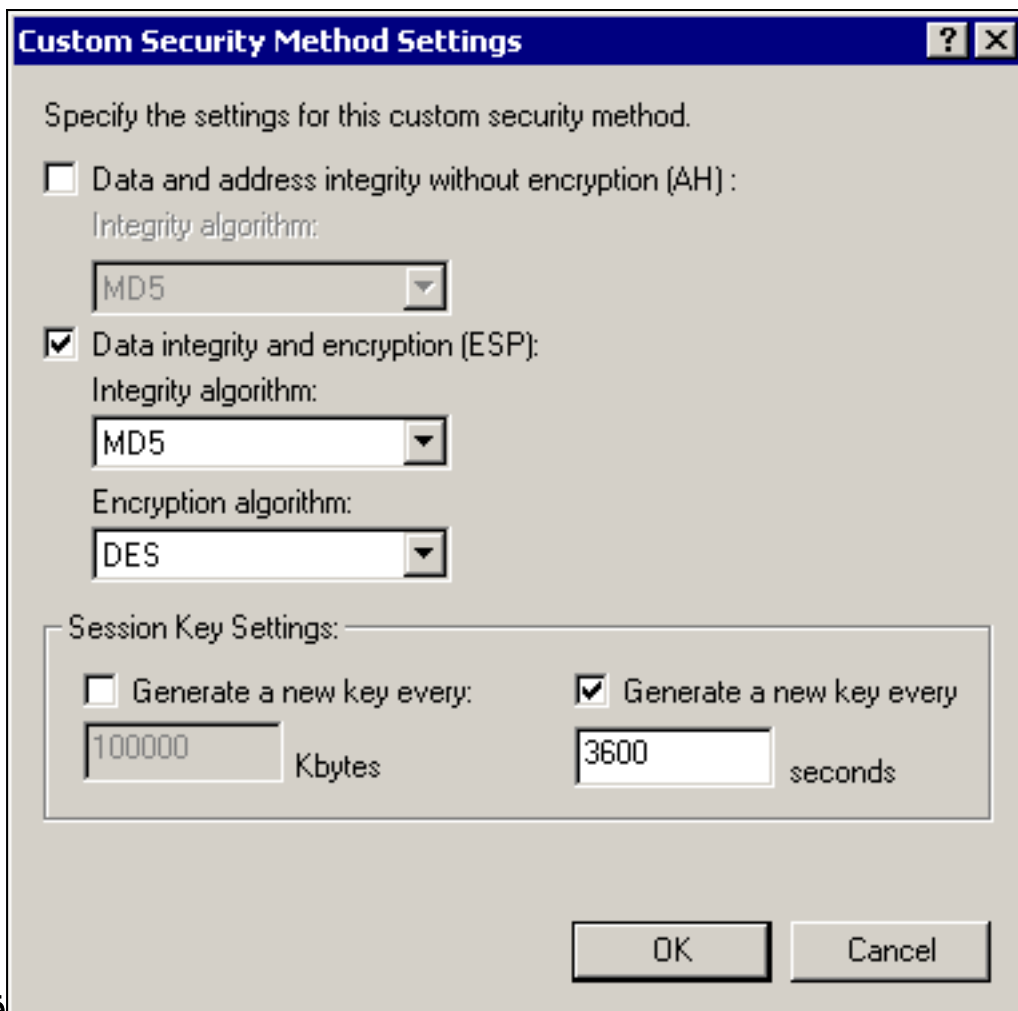 Custom Security Method Settings
Specify the settings for this custom security method.
Data and address integrity without encryption (AH) :
Integrity algorithm:
MD5
Data integrity and encryption (ESP):
Integrity algorithm:
MD5
Encryption algorithm:
DES
Session Key Settings:
Generate a new key every: Generate a new key every
100000 Kbytes 3600 seconds
OK Cancel